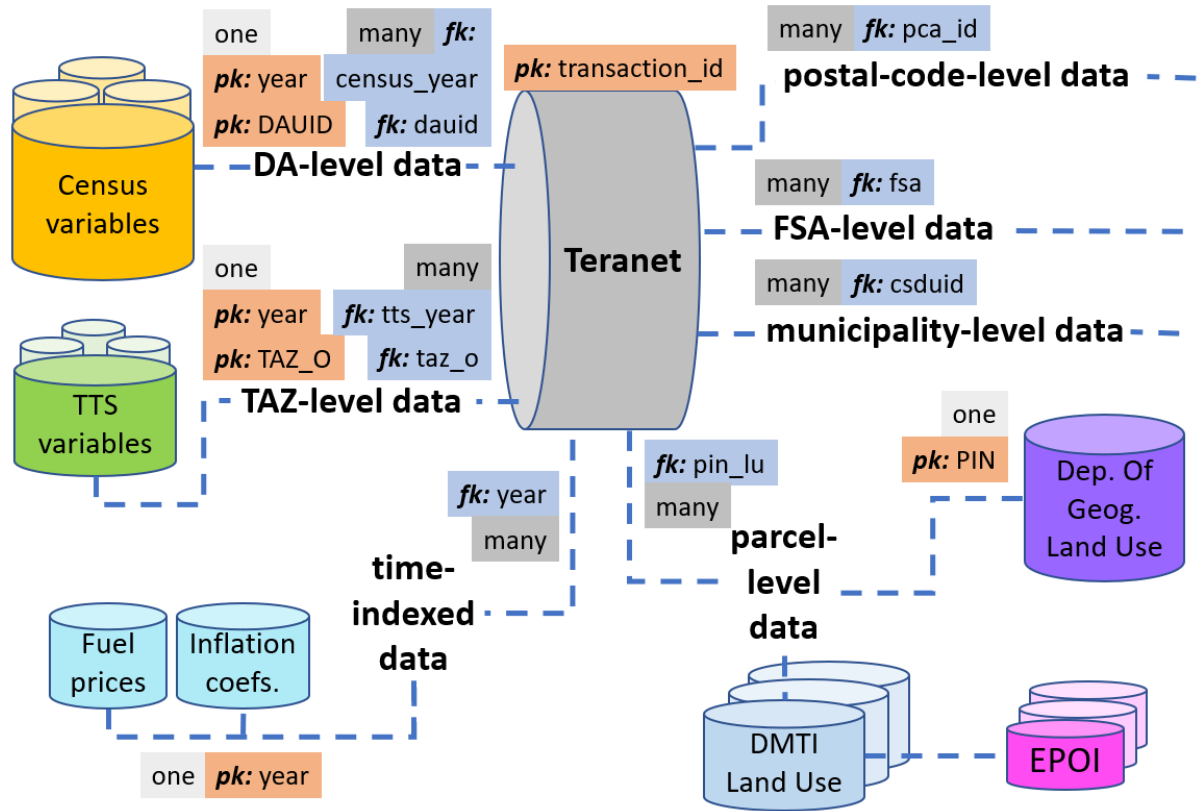 one
many fk:
pk: year census_year
pk: DAUID fk: dauid
DA-level data
Census
variables
pk: transaction_id
many fk: pca_id
postal-code-level data
many fk: fsa
FSA-level data
many fk: csduid
municipality-level data
Teranet
one
many
pk: year fk: tts_year
pk: TAZ_O fk: taz_o
TAZ-level data
TTS
variables
fk: year
many
time-
indexed
data
Fuel
prices
Inflation
coefs.
one pk: year
fk: pin_lu
many
parcel-
level
data
one
pk: PIN
Dep. Of
Geog.
Land Use
DMTI
Land Use
EPOI